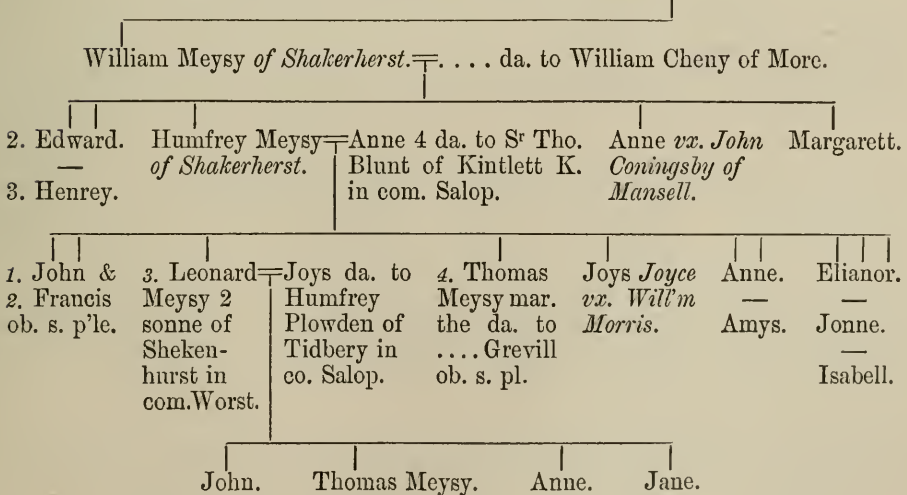 William Meysy of Shakerherst. . . . . da. to William Cheny of More.
2. Edward.
—
3. Henrey.
Humfrey Meysy
of Shakerherst.
Anne 4 da. to Sr Tho.
Blunt of Kintlett K.
in com. Salop.
Anne vx. John
Coningsby of
Mansell.
Margarett.
1. John &
2. Francis
ob. s. p'le.
3. Leonard
Meysy 2
sonne of
Sheken-
hurst in
com. Worst.
Joys da. to
Humfrey
Plowden of
Tidbery in
co. Salop.
4. Thomas
Meysy mar.
the da. to
. . . . Grevill
ob. s. pl.
Joys Joyce
vx. Will'm
Morris.
Anne.
—
Amys.
Elianor.
—
Jonne.
—
Isabell.
John. Thomas Meysy. Anne. Jane.